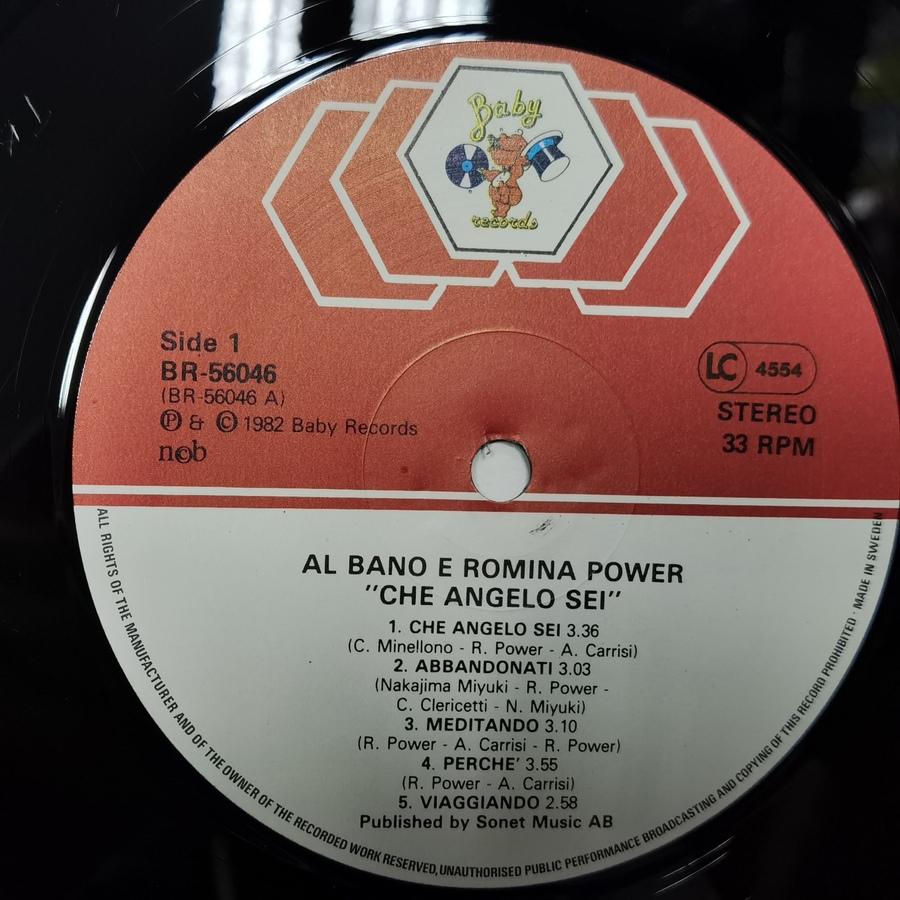 Baby
records
Side 1
BR-56046
(BR-56046 A)
Ⓟ & © 1982 Baby Records
n©b
LC 4554
STEREO
33 RPM
AL BANO E ROMINA POWER
"CHE ANGELO SEI"
1. CHE ANGELO SEI 3.36
(C. Minellono - R. Power - A. Carrisi)
2. ABBANDONATI 3.03
(Nakajima Miyuki - R. Power -
C. Clericetti - N. Miyuki)
3. MEDITANDO 3.10
(R. Power - A. Carrisi - R. Power)
4. PERCHE' 3.55
(R. Power - A. Carrisi)
5. VIAGGIANDO 2.58
Published by Sonet Music AB
ALL RIGHTS OF THE MANUFACTURER AND OF THE OWNER OF THE RECORDED WORK RESERVED, UNAUTHORISED PUBLIC PERFORMANCE BROADCASTING AND COPYING OF THIS RECORD PROHIBITED · MADE IN SWEDEN